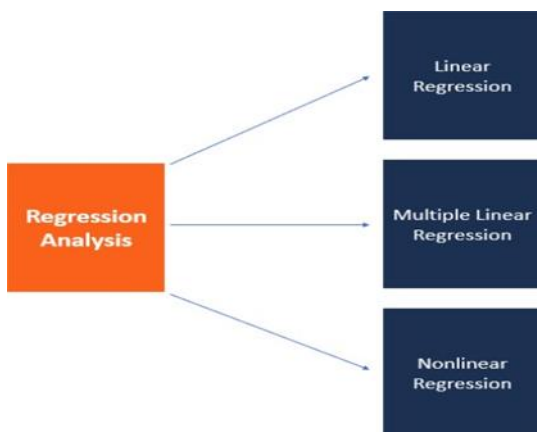 Linear
Regression
Regression
Analysis
Multiple Linear
Regression
Nonlinear
Regression